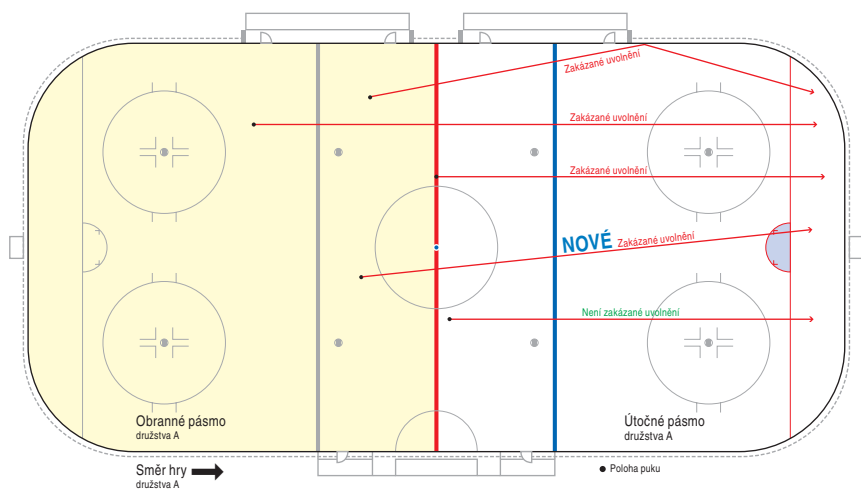 Zakázané uvolnění
Zakázané uvolnění
Zakázané uvolnění
NOVÉ Zakázané uvolnění
Není zakázané uvolnění
Obranné pásmo
družstva A
Útočné pásmo
družstva A
Směr hry
družstva A
Poloha puku